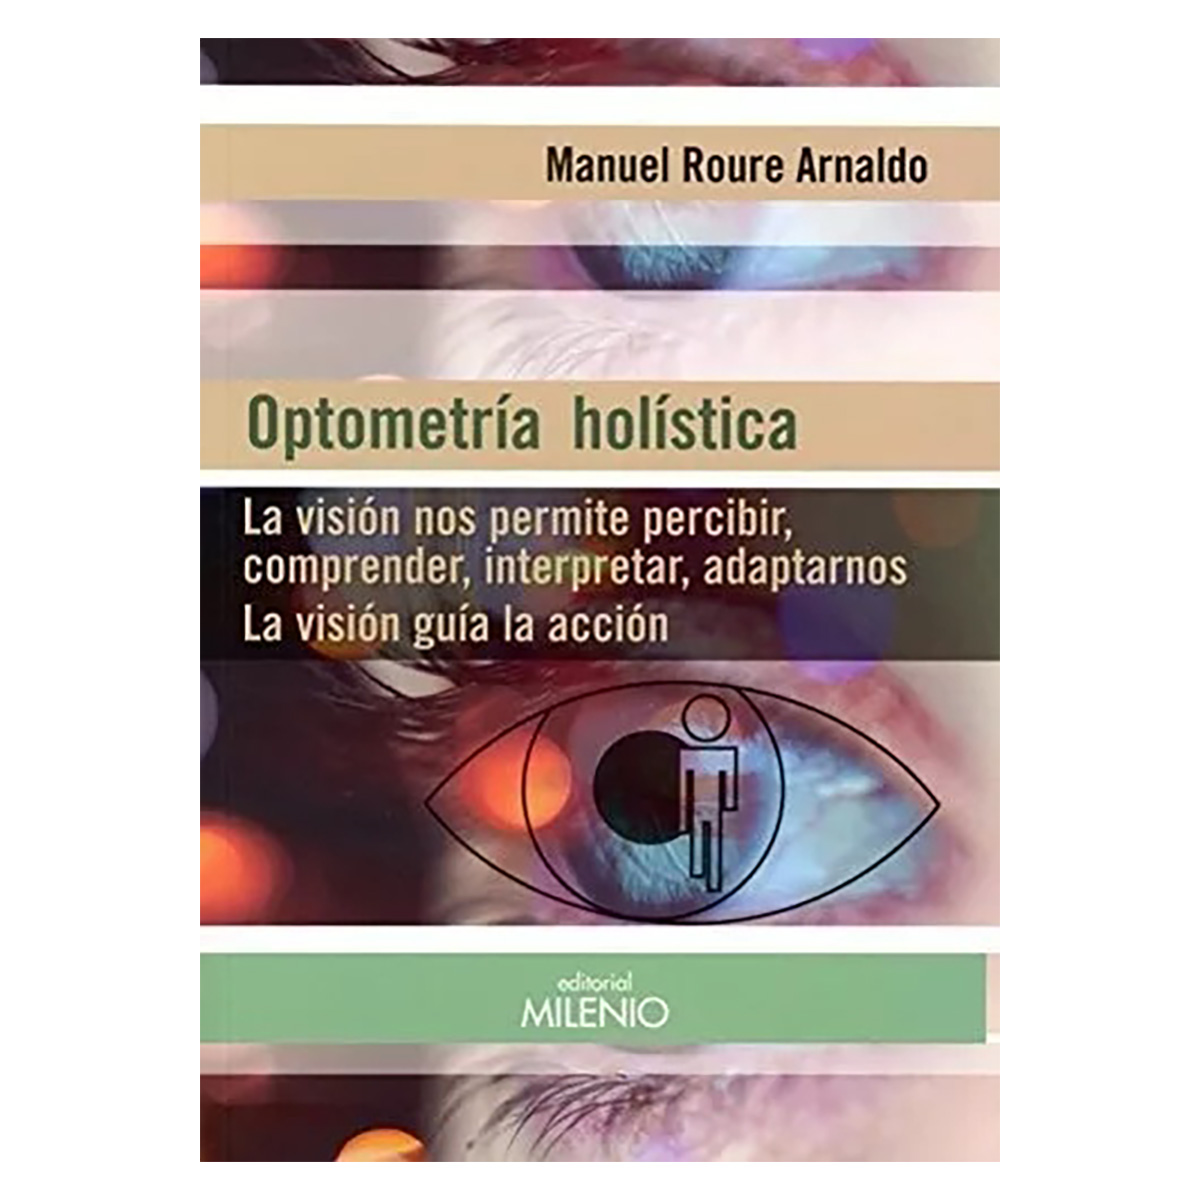 Manuel Roure Arnaldo
Optometría holística
La visión nos permite percibir,
comprender, interpretar, adaptarnos
La visión guía la acción
editorial
MILENIO